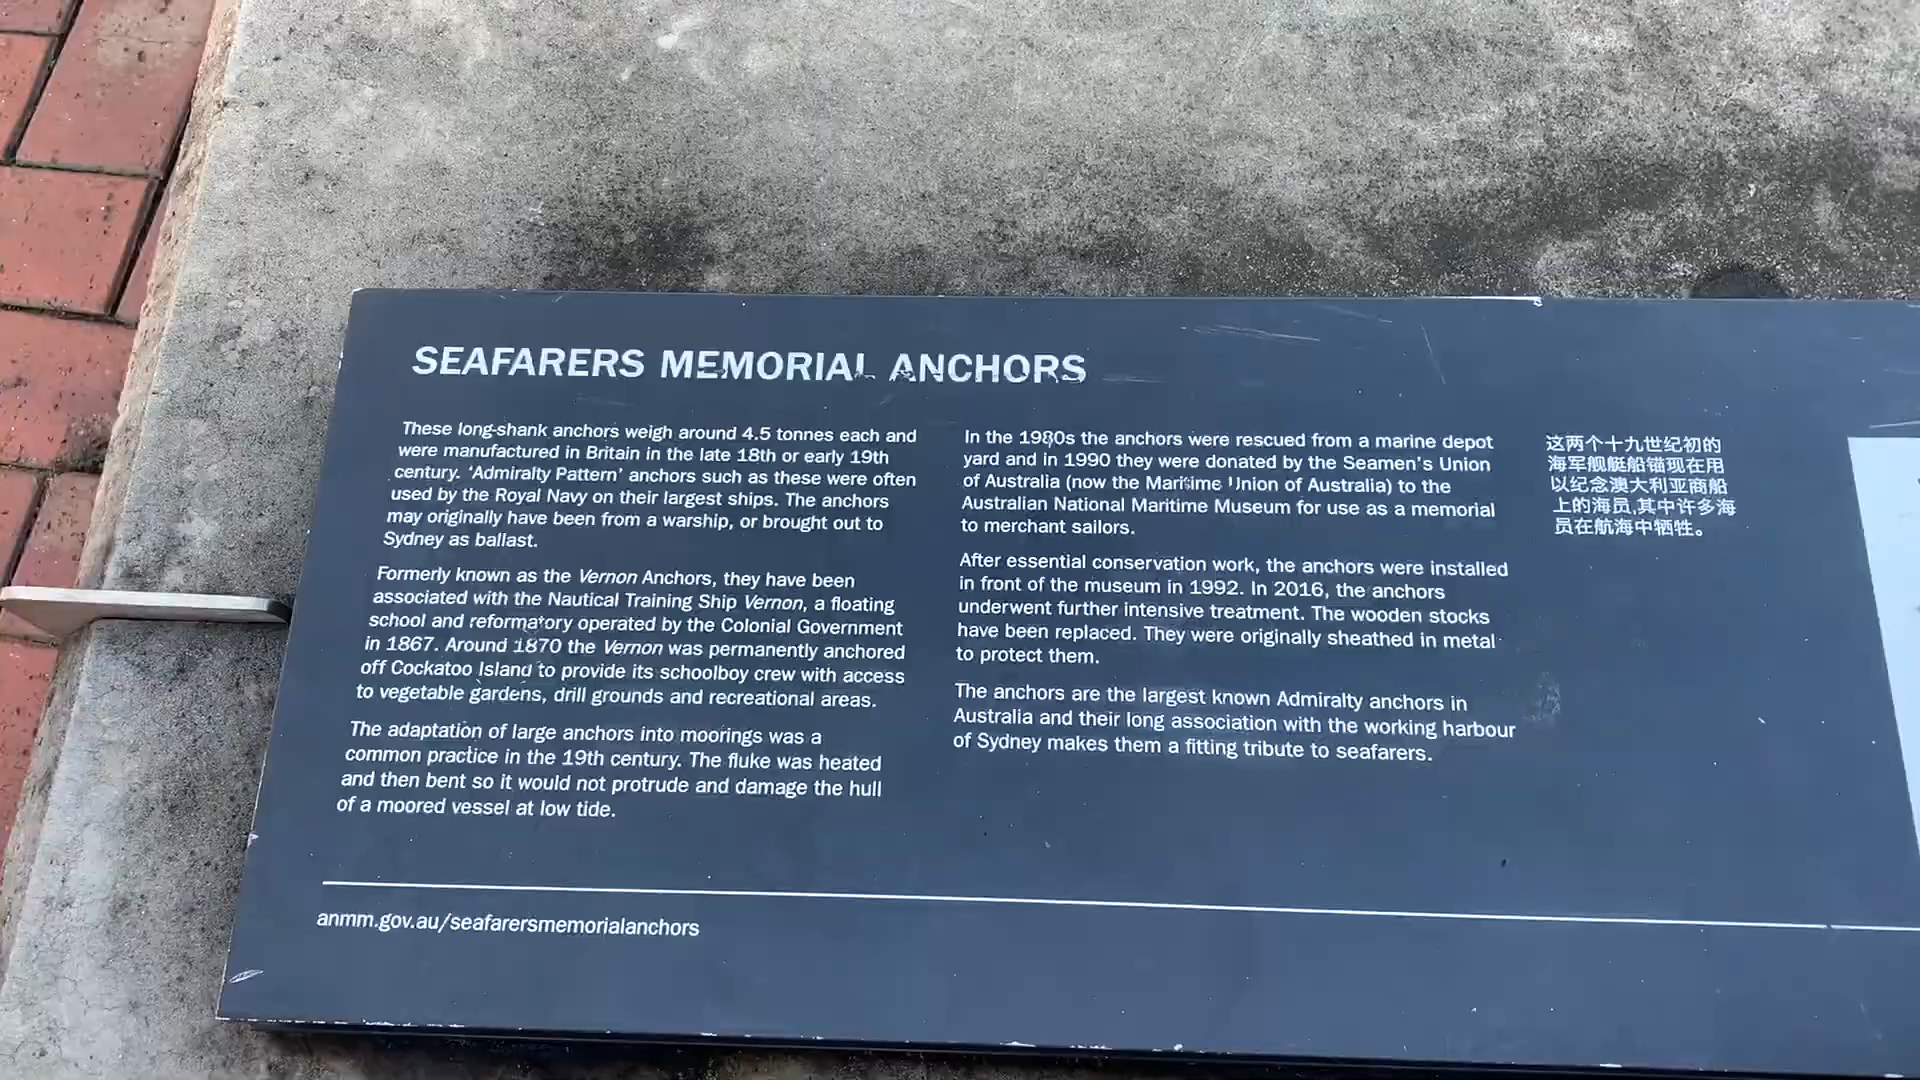 SEAFARERS MEMORIAL ANCHORS
These long-shank anchors weigh around 4.5 tonnes each and
were manufactured in Britain in the late 18th or early 19th
century. ‘Admiralty Pattern’ anchors such as these were often
used by the Royal Navy on their largest ships. The anchors
may originally have been from a warship, or brought out to
Sydney as ballast.
Formerly known as the Vernon Anchors, they have been
associated with the Nautical Training Ship Vernon, a floating
school and reformatory operated by the Colonial Government
in 1867. Around 1870 the Vernon was permanently anchored
off Cockatoo Island to provide its schoolboy crew with access
to vegetable gardens, drill grounds and recreational areas.
The adaptation of large anchors into moorings was a
common practice in the 19th century. The fluke was heated
and then bent so it would not protrude and damage the hull
of a moored vessel at low tide.
In the 1980s the anchors were rescued from a marine depot
yard and in 1990 they were donated by the Seamen’s Union
of Australia (now the Maritime Union of Australia) to the
Australian National Maritime Museum for use as a memorial
to merchant sailors.
After essential conservation work, the anchors were installed
in front of the museum in 1992. In 2016, the anchors
underwent further intensive treatment. The wooden stocks
have been replaced. They were originally sheathed in metal
to protect them.
The anchors are the largest known Admiralty anchors in
Australia and their long association with the working harbour
of Sydney makes them a fitting tribute to seafarers.
这两个十九世纪初的
海军舰艇船锚现在用
以纪念澳大利亚商船
上的海员,其中许多海
员在航海中牺牲。
anmm.gov.au/seafarersmemorialanchors